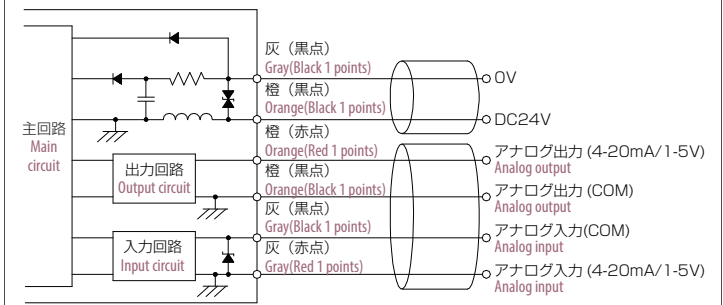 灰（黒点）
Gray(Black 1 points)
0V
橙（黒点）
Orange(Black 1 points)
DC24V
主回路
Main
circuit
橙（赤点）
Orange(Red 1 points)
アナログ出力 (4-20mA/1-5V)
Analog output
出力回路
Output circuit
橙（黒点）
Orange(Black 1 points)
アナログ出力 (COM)
Analog output
灰（黒点）
Gray(Black 1 points)
アナログ入力(COM)
Analog input
入力回路
Input circuit
灰（赤点）
Gray(Red 1 points)
アナログ入力 (4-20mA/1-5V)
Analog input